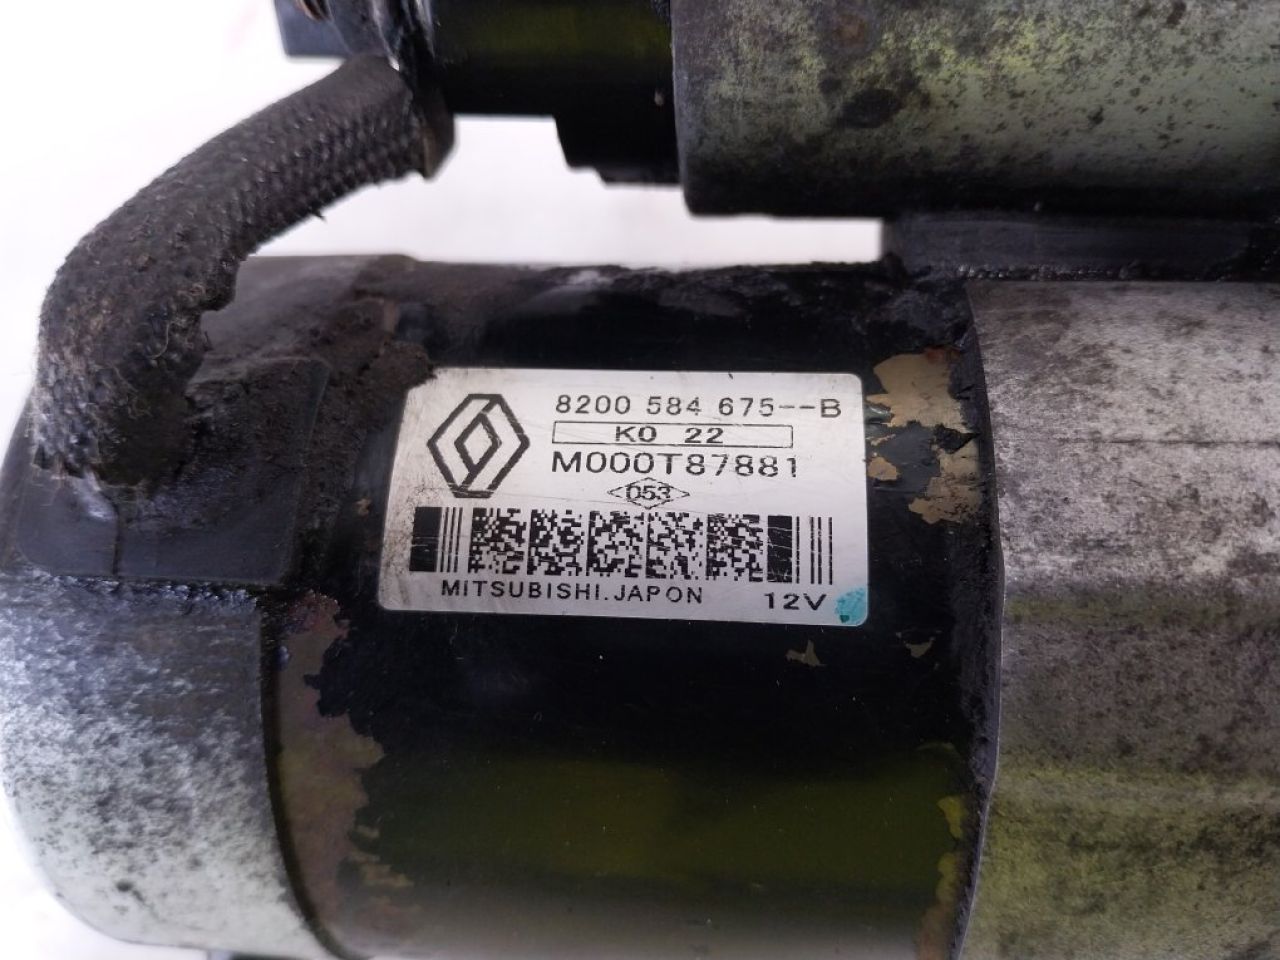 8200 584 675--B
K0 22
M000T87881
053
MITSUBISHI.JAPON 12V